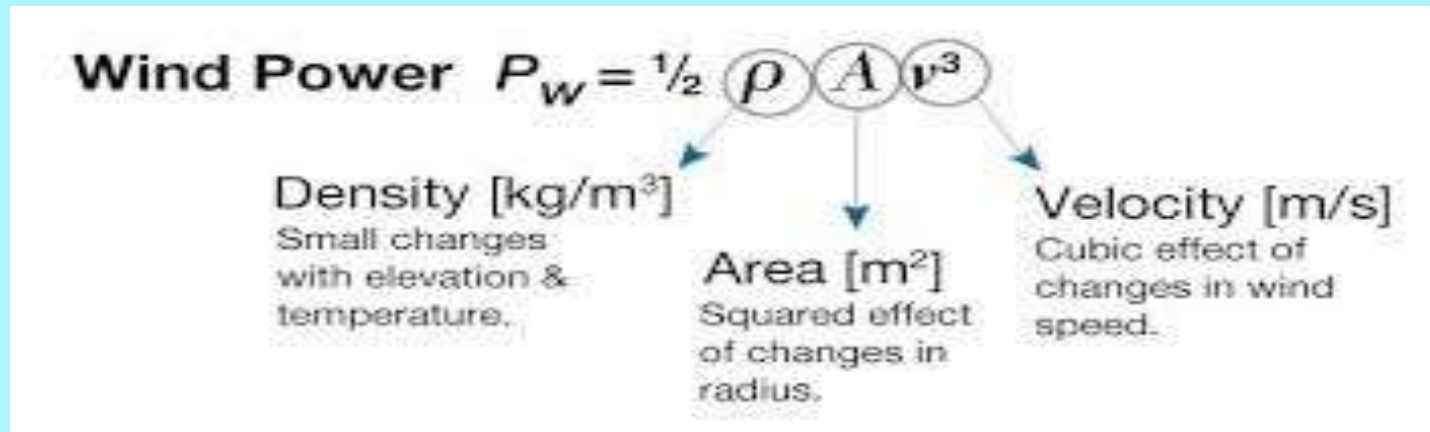 Wind Power P_W = ½ ρ A v³
Density [kg/m³]
Small changes
with elevation &
temperature.
Area [m²]
Squared effect
of changes in
radius.
Velocity [m/s]
Cubic effect of
changes in wind
speed.